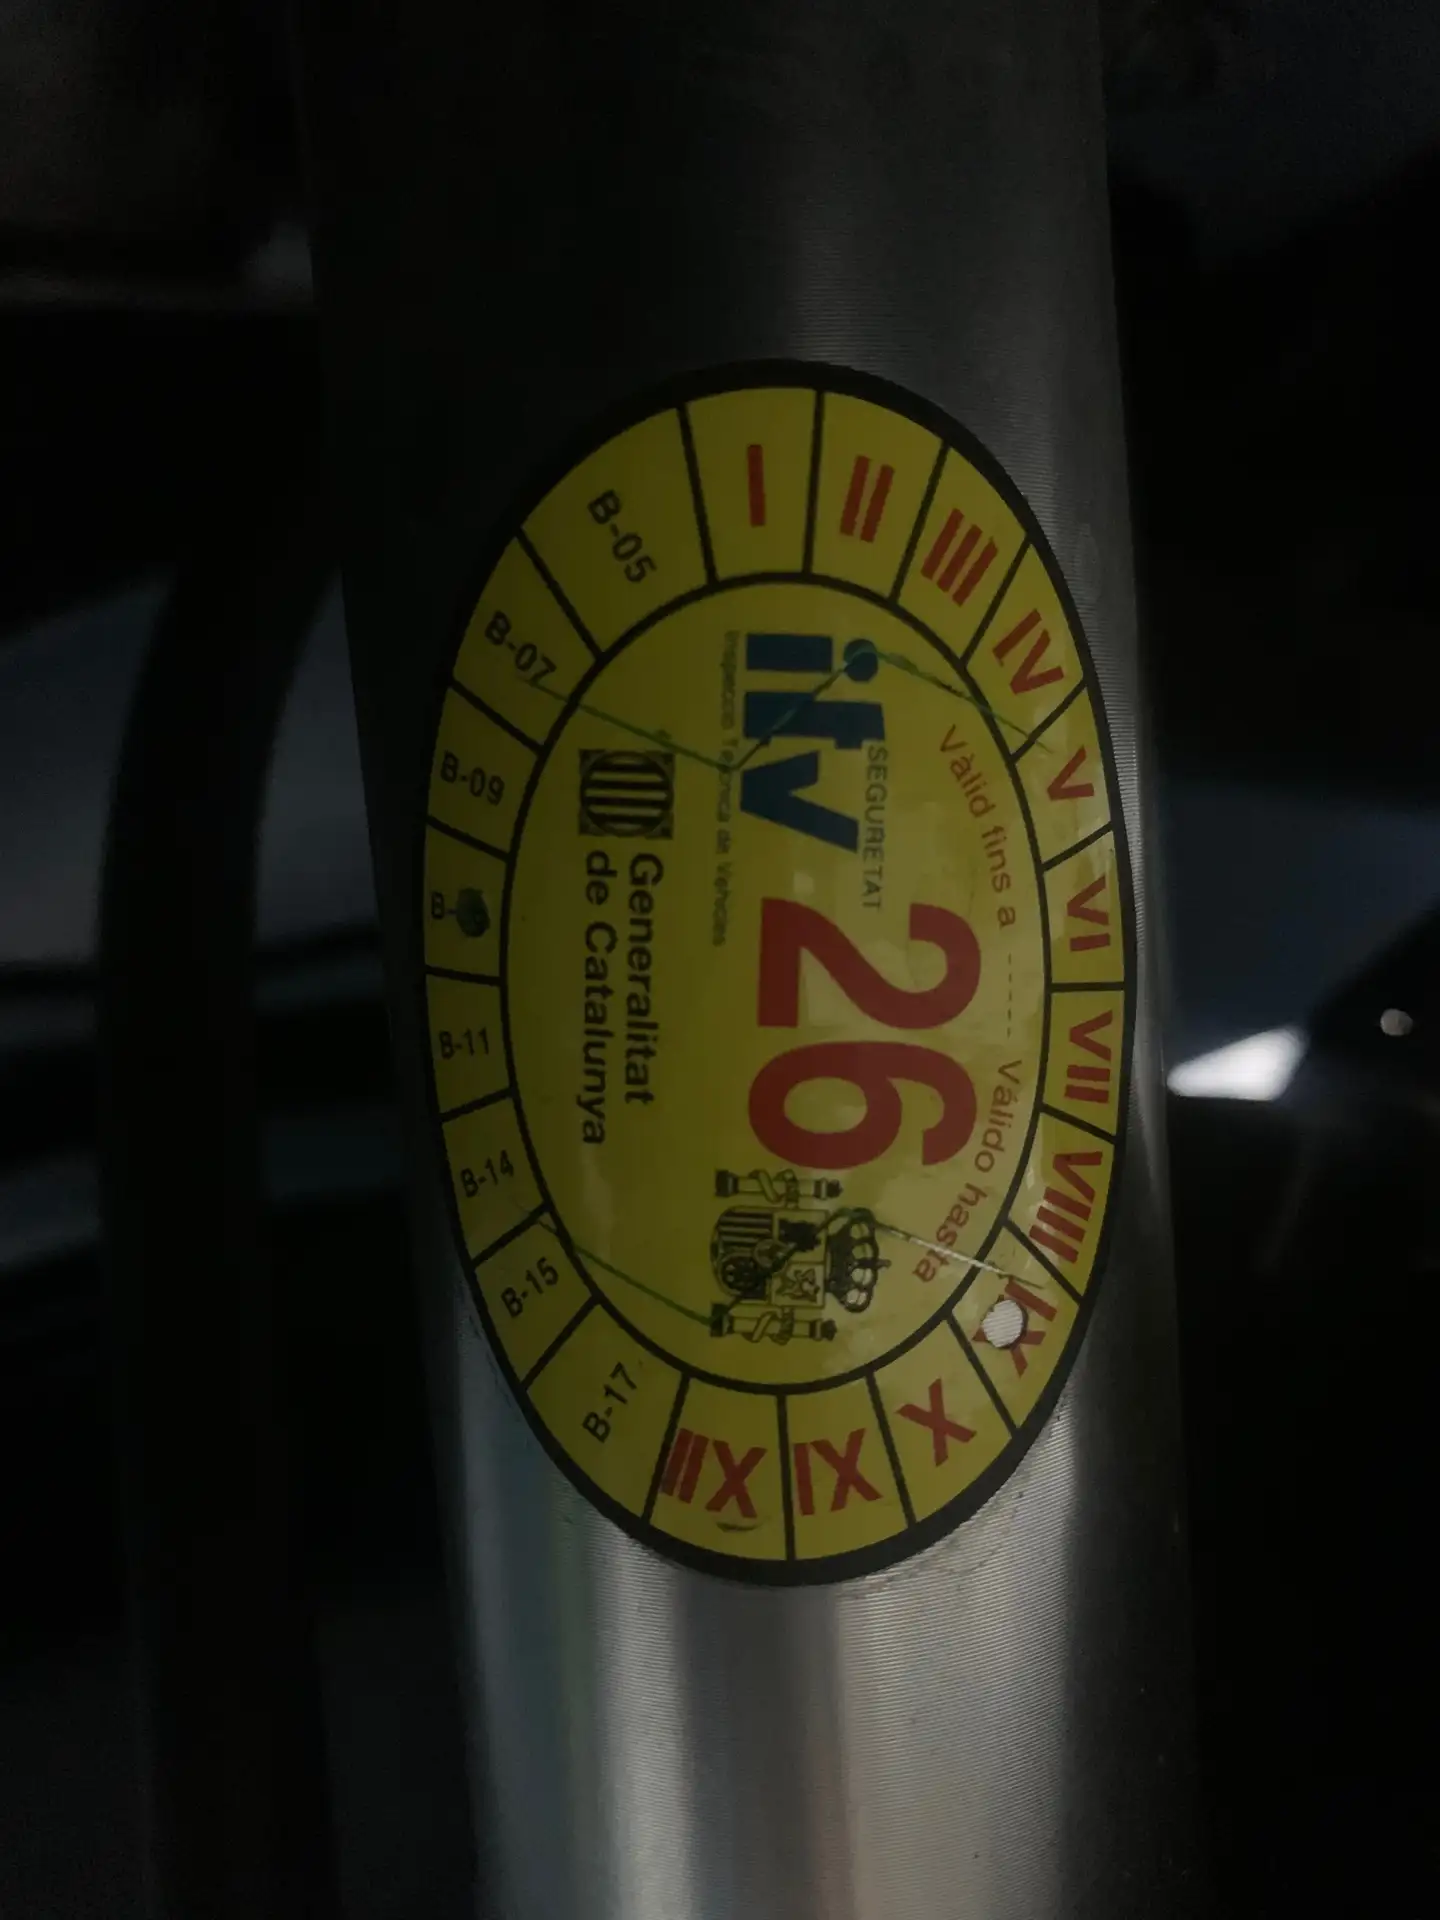 I
II
III
IV
V
VI
VII
VIII
IX
X
XI
XII
B-17
B-15
B-14
B-11
B-
B-09
B-07
B-05
Vàlid fins a ----- Válido hasta
SEGURETAT
itv
26
Inspecció Tècnica de Vehicles
Generalitat
de Catalunya